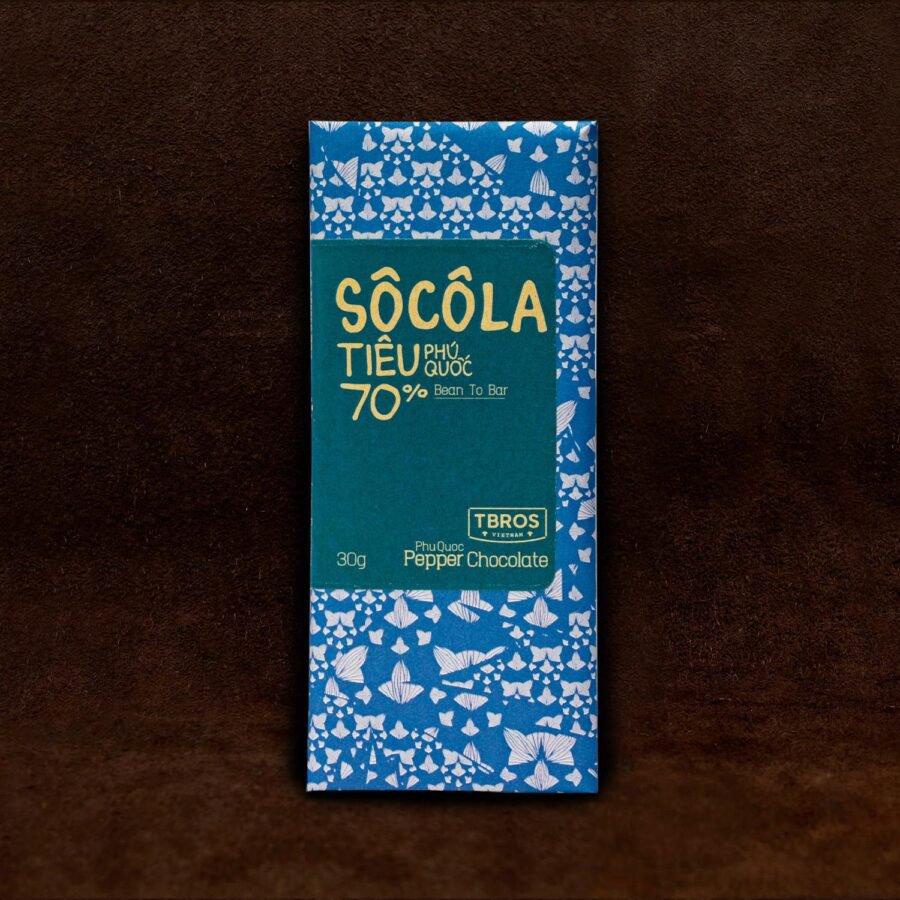 SÔCÔLA
TIÊU PHÚ QUỐC
70% Bean To Bar
TBROS
VIETNAM
30g
Phu Quoc
Pepper Chocolate